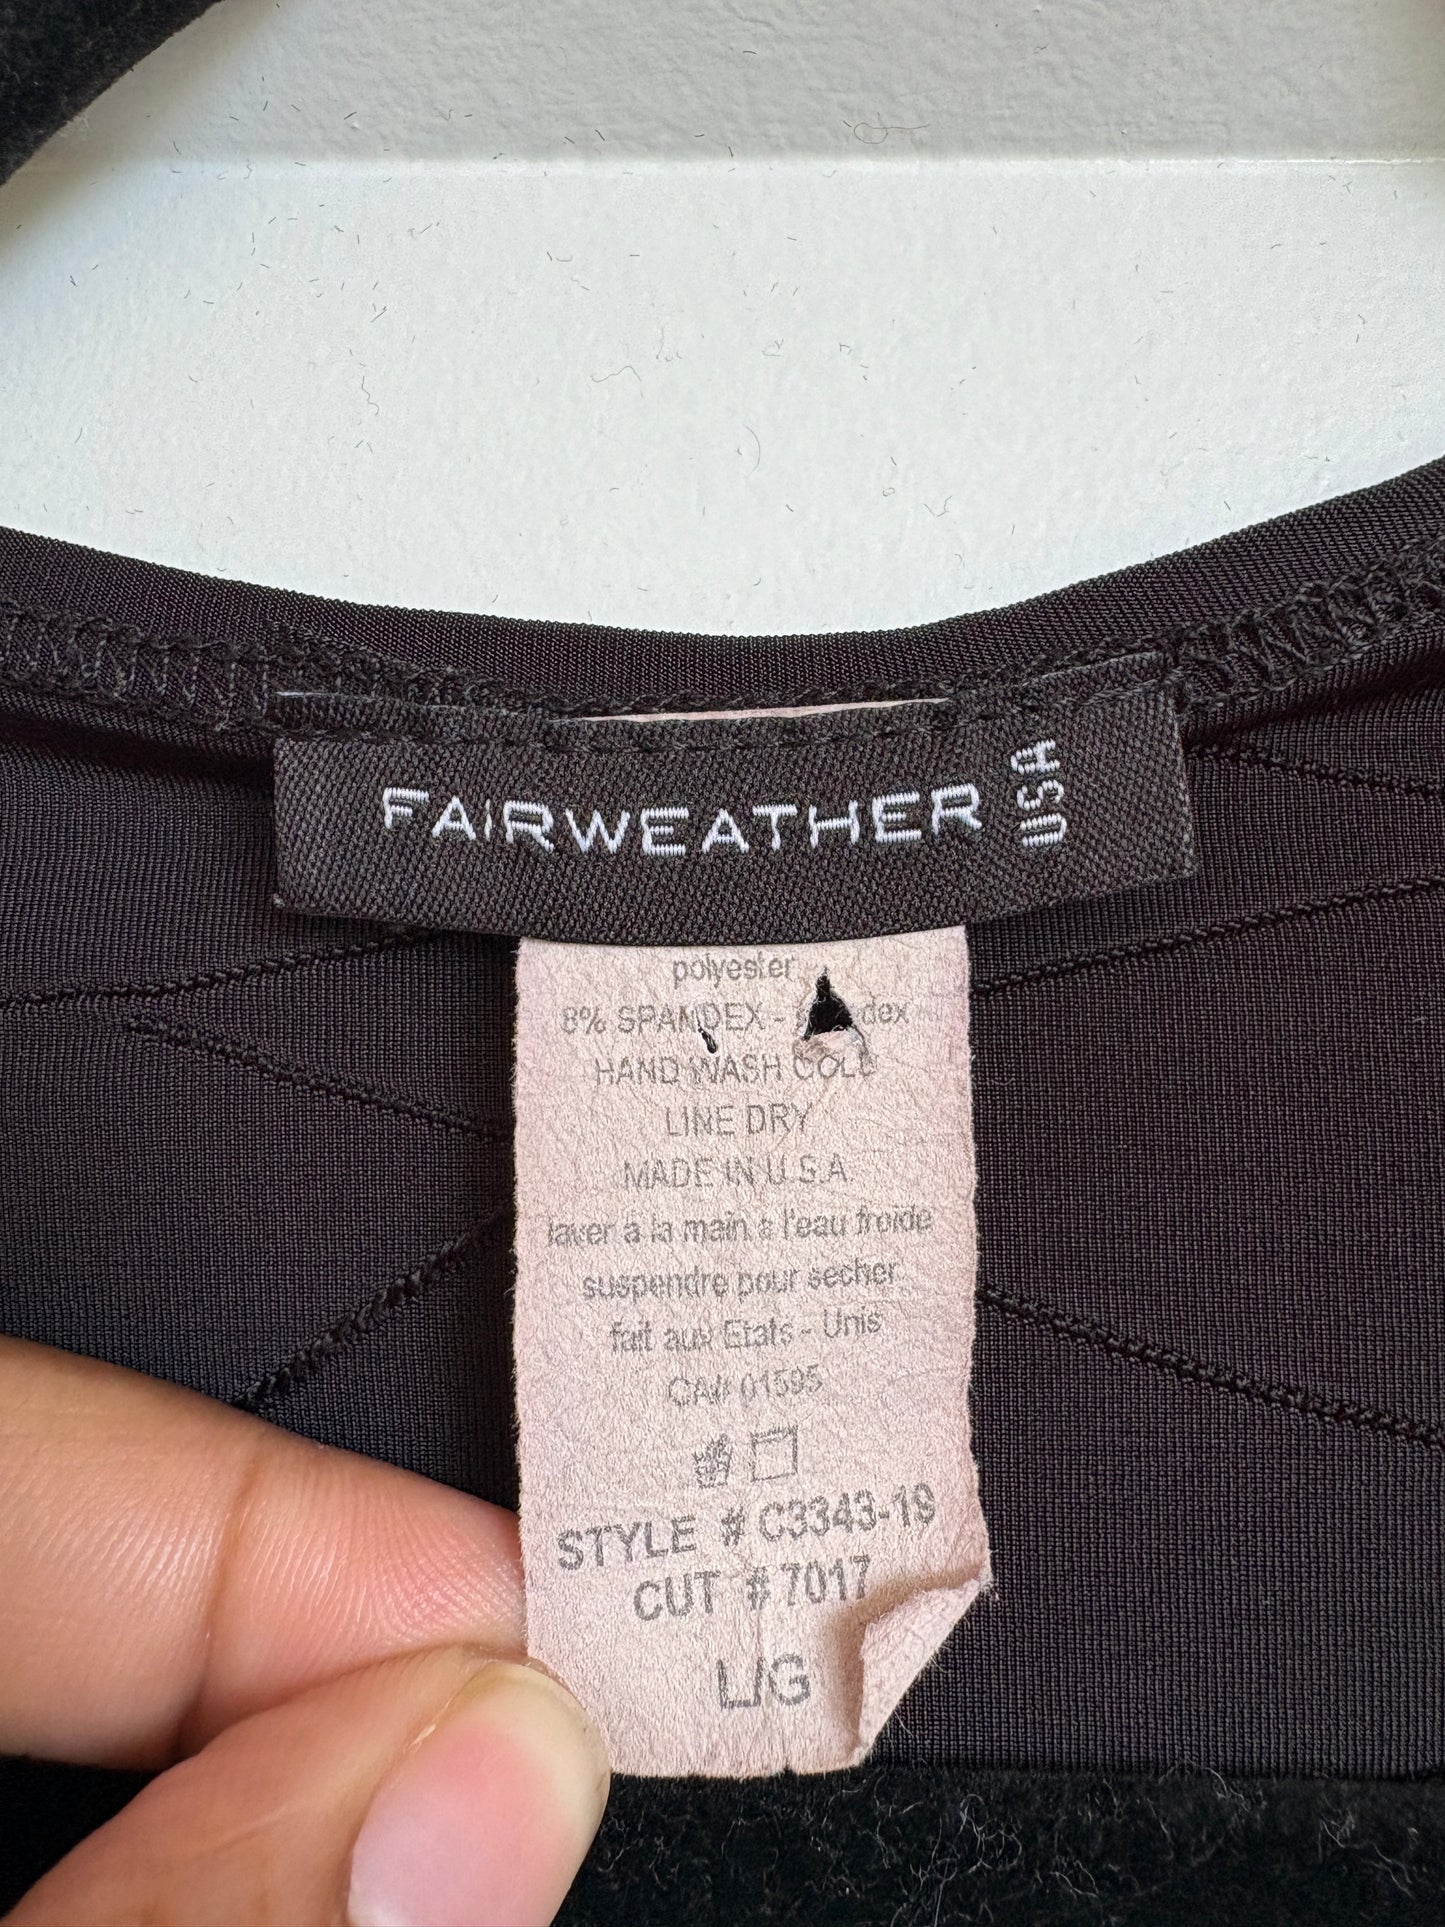 FAIRWEATHER USA
polyester
8% SPANDEX - dex
HAND WASH COLD
LINE DRY
MADE IN U.S.A.
laver à la main à l'eau froide
suspendre pour secher
fait aux Etats - Unis
CA# 01595
STYLE # C3343-19
CUT # 7017
L/G